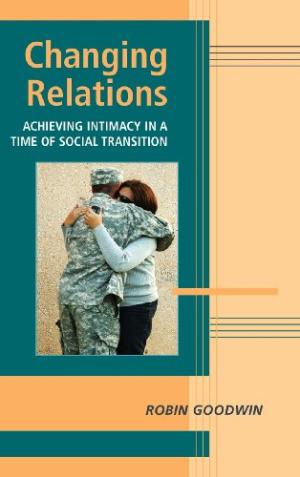 Changing
Relations
ACHIEVING INTIMACY IN A
TIME OF SOCIAL TRANSITION
ROBIN GOODWIN